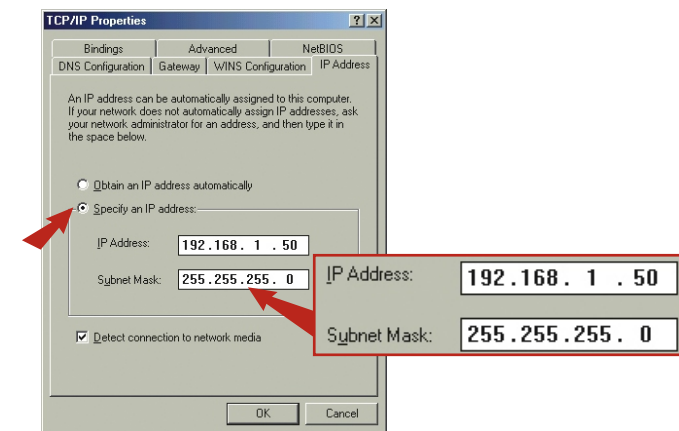 TCP/IP Properties
Bindings Advanced NetBIOS
DNS Configuration Gateway WINS Configuration IP Address
An IP address can be automatically assigned to this computer.
If your network does not automatically assign IP addresses, ask
your network administrator for an address, and then type it in
the space below.
Obtain an IP address automatically
Specify an IP address:
IP Address: 192.168. 1 .50
Subnet Mask: 255.255.255. 0
Detect connection to network media
OK Cancel
IP Address: 192.168. 1 .50
Subnet Mask: 255.255.255. 0